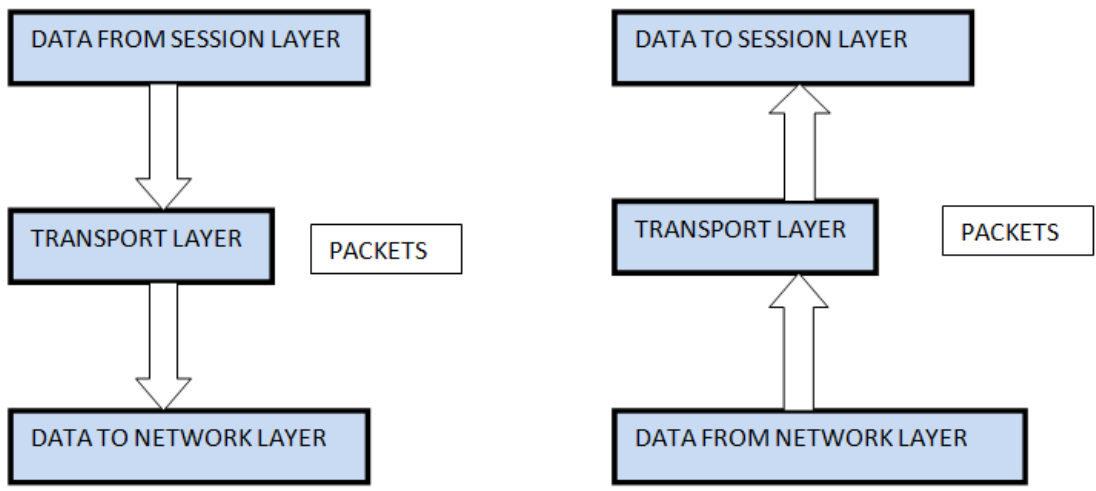 DATA FROM SESSION LAYER
TRANSPORT LAYER
PACKETS
DATA TO NETWORK LAYER
DATA TO SESSION LAYER
TRANSPORT LAYER
PACKETS
DATA FROM NETWORK LAYER